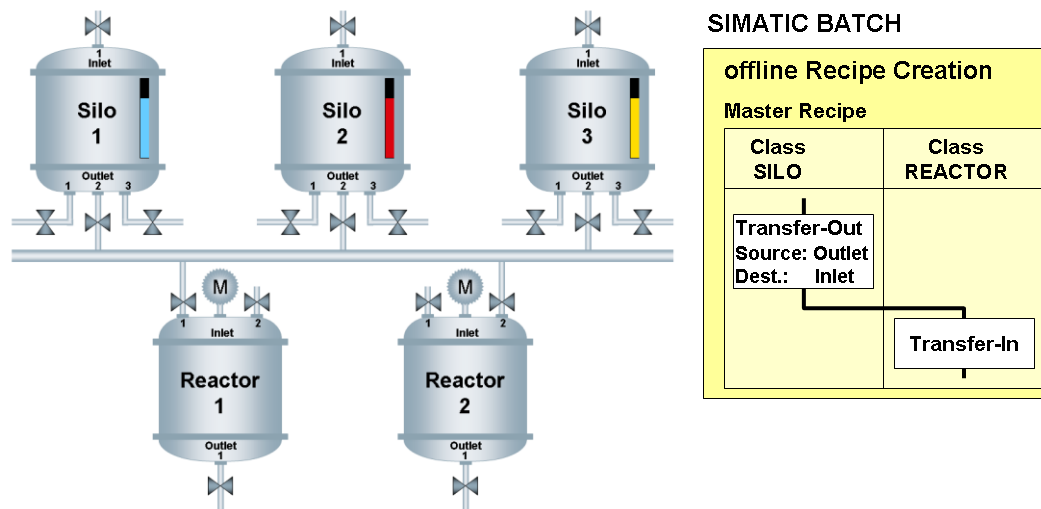 SIMATIC BATCH
offline Recipe Creation
Master Recipe
Class
SILO
Class
REACTOR
Transfer-Out
Source: Outlet
Dest.: Inlet
Transfer-In
1
Inlet
Silo
1
Outlet
1 2 3
1
Inlet
Silo
2
Outlet
1 2 3
1
Inlet
Silo
3
Outlet
1 2 3
M
1 2
Inlet
Reactor
1
Outlet
1
M
1 2
Inlet
Reactor
2
Outlet
1